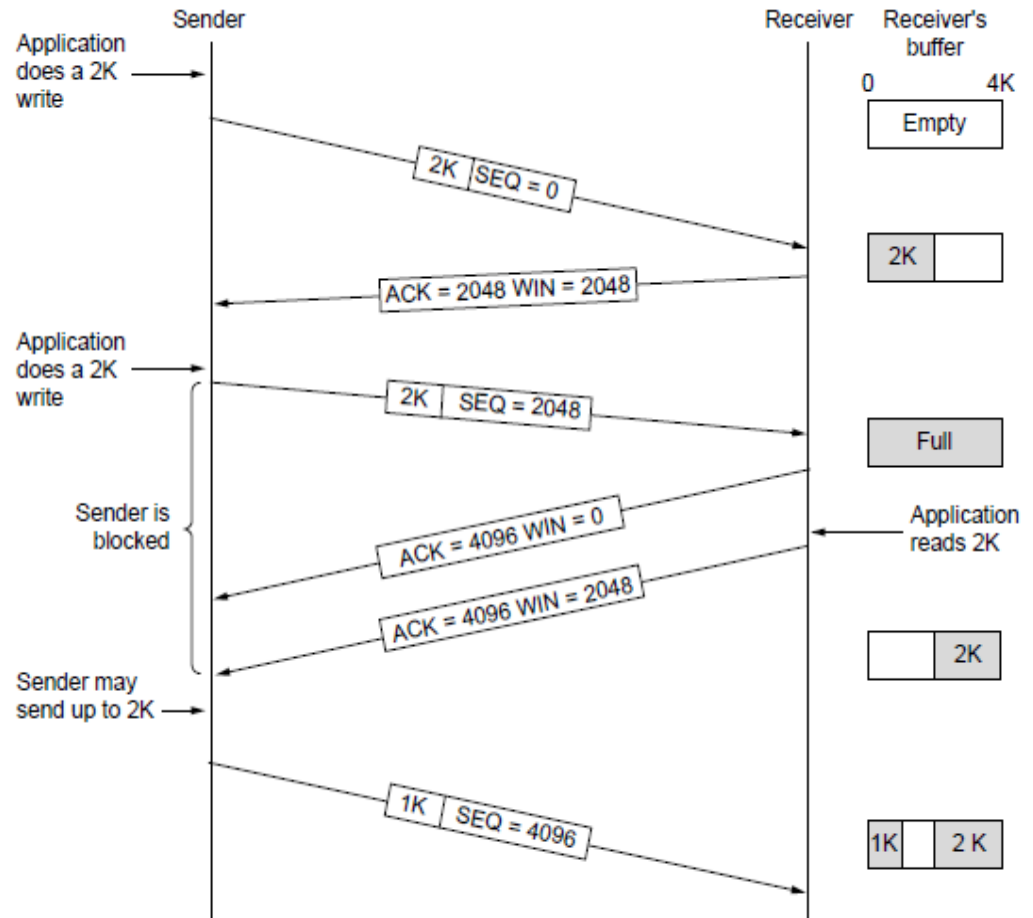 Sender
Receiver
Receiver's
buffer
Application
does a 2K
write
0
4K
Empty
2K
SEQ = 0
2K
ACK = 2048 WIN = 2048
Application
does a 2K
write
2K
SEQ = 2048
Full
Sender is
blocked
ACK = 4096 WIN = 0
Application
reads 2K
ACK = 4096 WIN = 2048
2K
Sender may
send up to 2K
1K
SEQ = 4096
1K
2 K